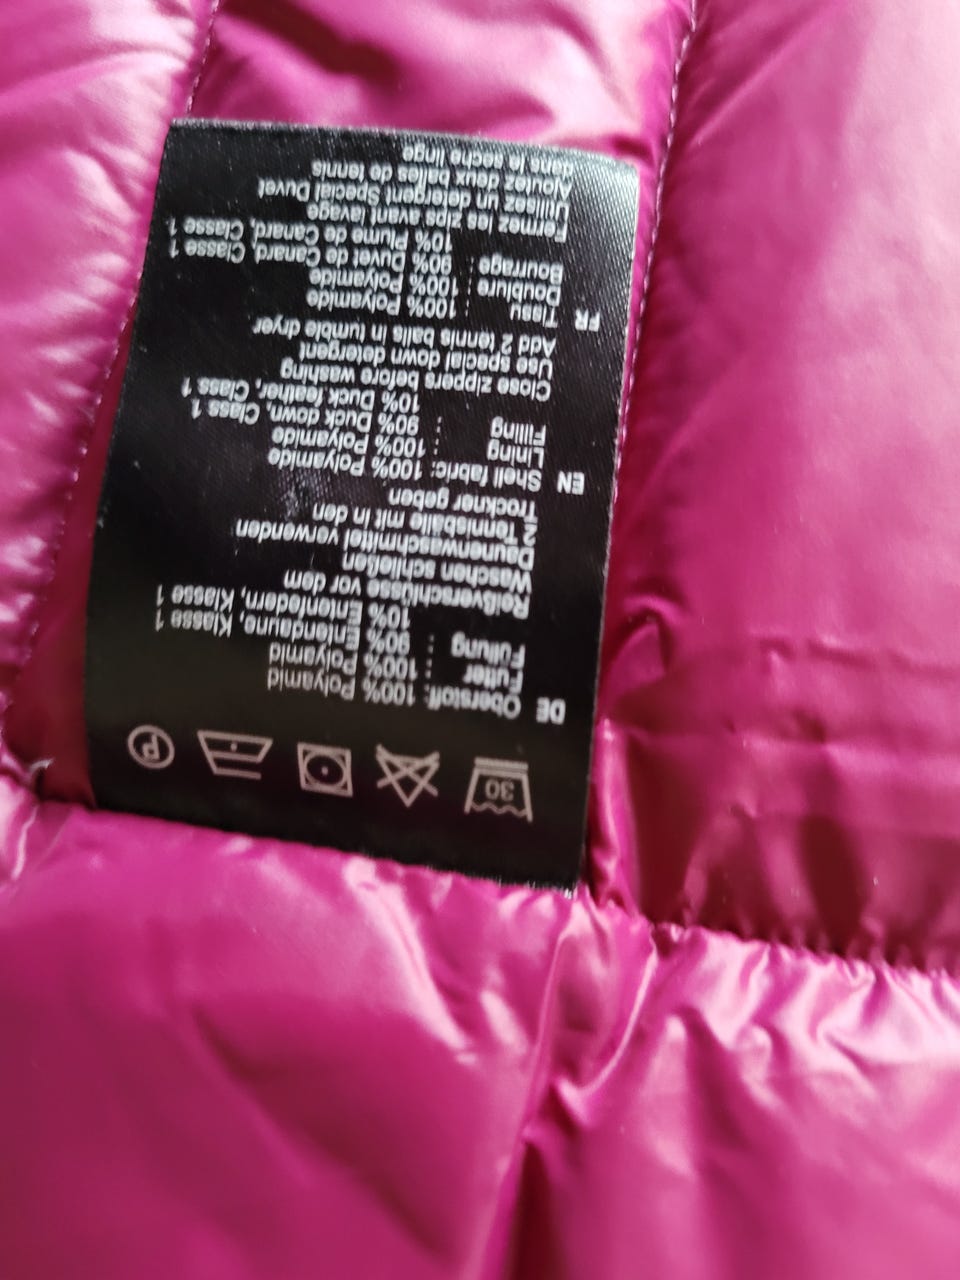 30
P
DE Oberstoff: 100% Polyamid
Futter ... 100% Polyamid
Füllung ... 90% Entendaune, Klasse 1
10% Entenfedern, Klasse 1
Reißverschlüsse vor dem
Waschen schließen
Daunenwaschmittel verwenden
2 Tennisbälle mit in den
Trockner geben
EN Shell fabric: 100% Polyamide
Lining : 100% Polyamide
Filling : 90% Duck down, Class 1
10% Duck feather, Class 1
Close zippers before washing
Use special down detergent
Add 2 tennis balls in tumble dryer
FR Tissu 100% Polyamide
Doublure 100% Polyamide
Bourrage 90% Duvet de Canard, Classe 1
10% Plume de Canard, Classe 1
Fermez les zips avant lavage
Utilisez un detergent Special Duvet
Ajoutez deux balles de tennis
dans le seche linge